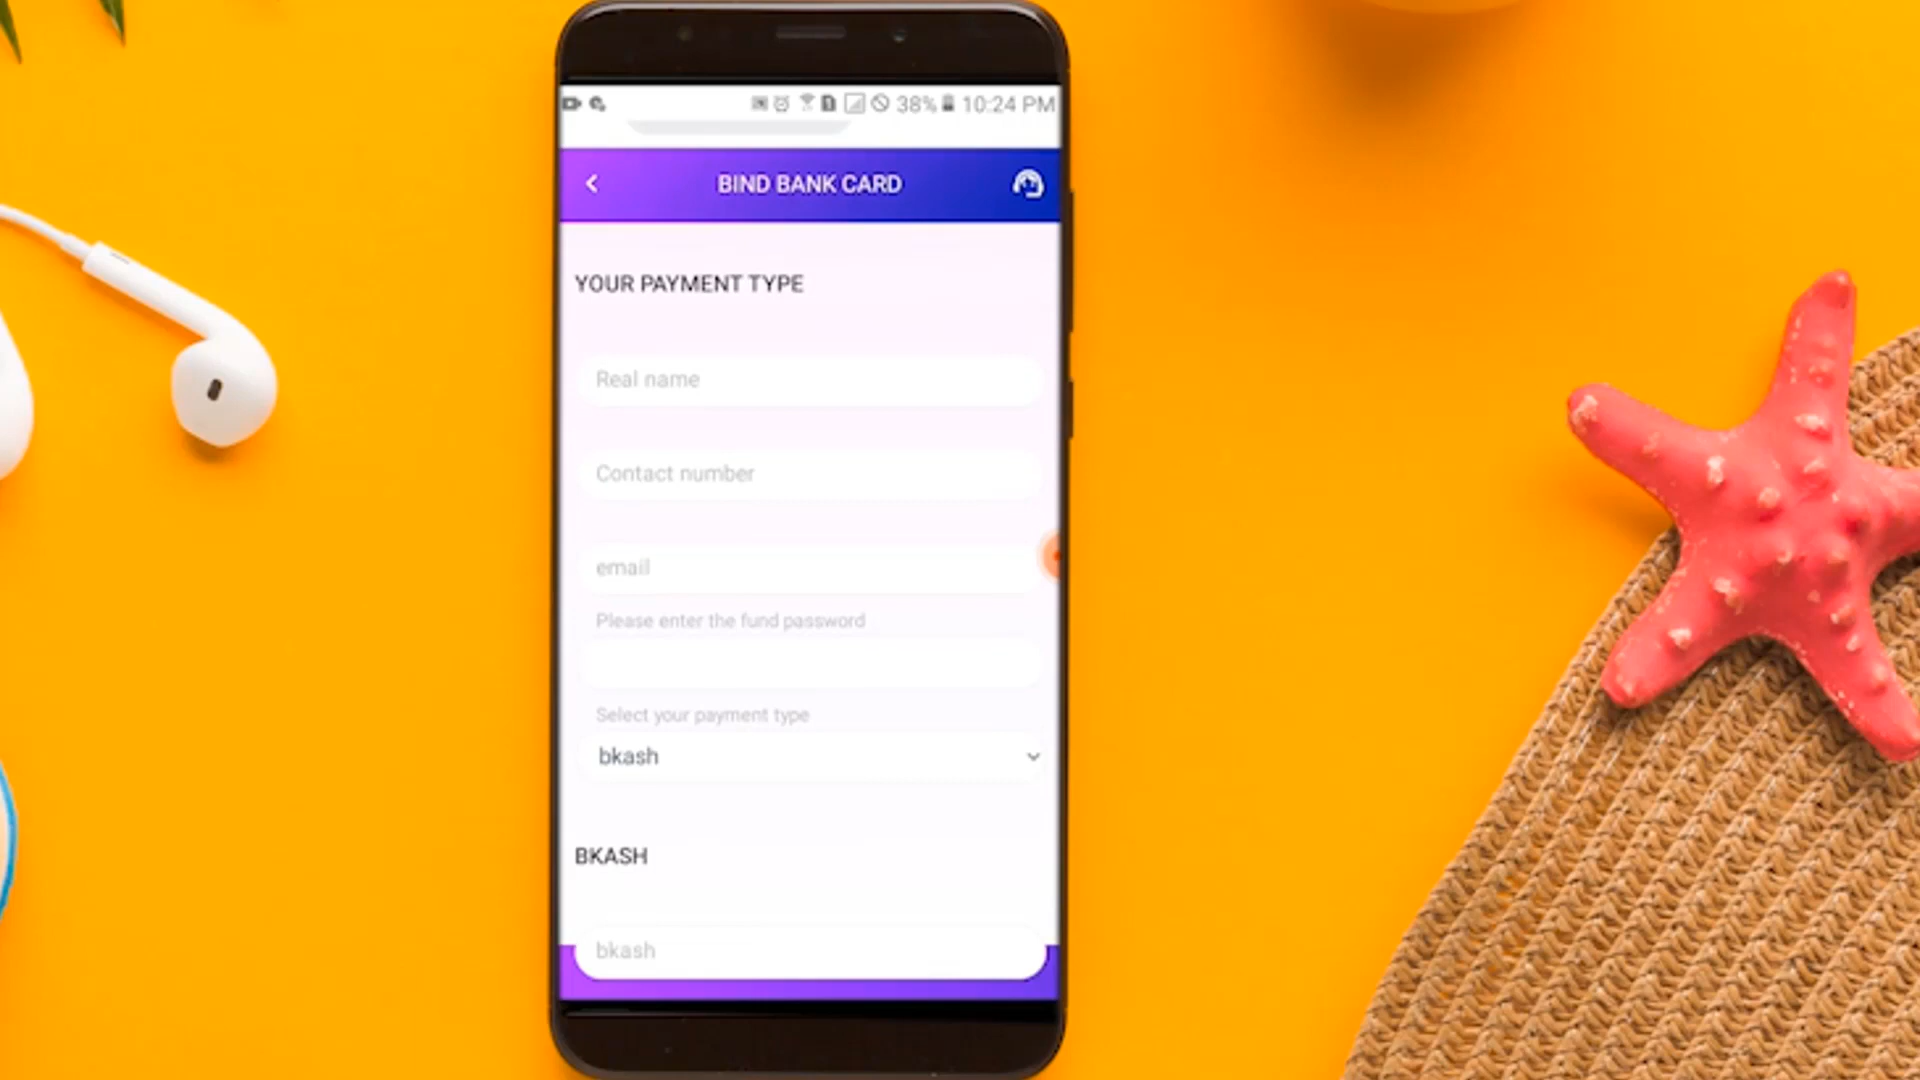 38% 10:24 PM
BIND BANK CARD
YOUR PAYMENT TYPE
Real name
Contact number
email
Please enter the fund password
Select your payment type
bkash
BKASH
bkash